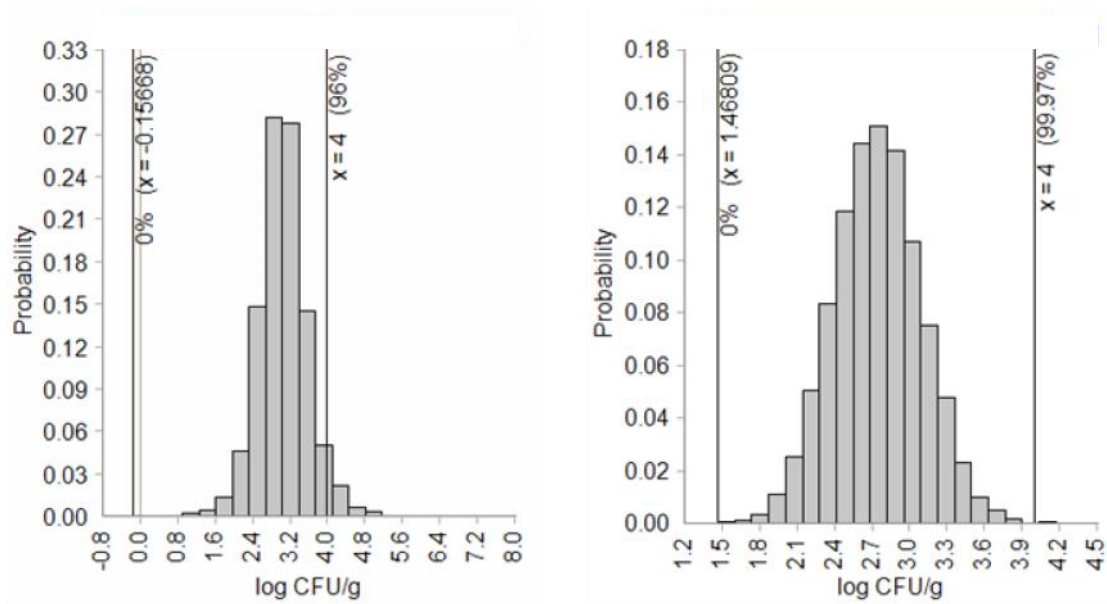 0.33
0.30
0.27
0.24
0.21
0.18
0.15
0.12
0.09
0.06
0.03
0.00
Probability
0% (x = -0.15668)
x = 4 (96%)
-0.8 0.0 0.8 1.6 2.4 3.2 4.0 4.8 5.6 6.4 7.2 8.0
log CFU/g
0.18
0.16
0.14
0.12
0.10
0.08
0.06
0.04
0.02
0.00
Probability
0% (x = 1.46809)
x = 4 (99.97%)
1.2 1.5 1.8 2.1 2.4 2.7 3.0 3.3 3.6 3.9 4.2 4.5
log CFU/g